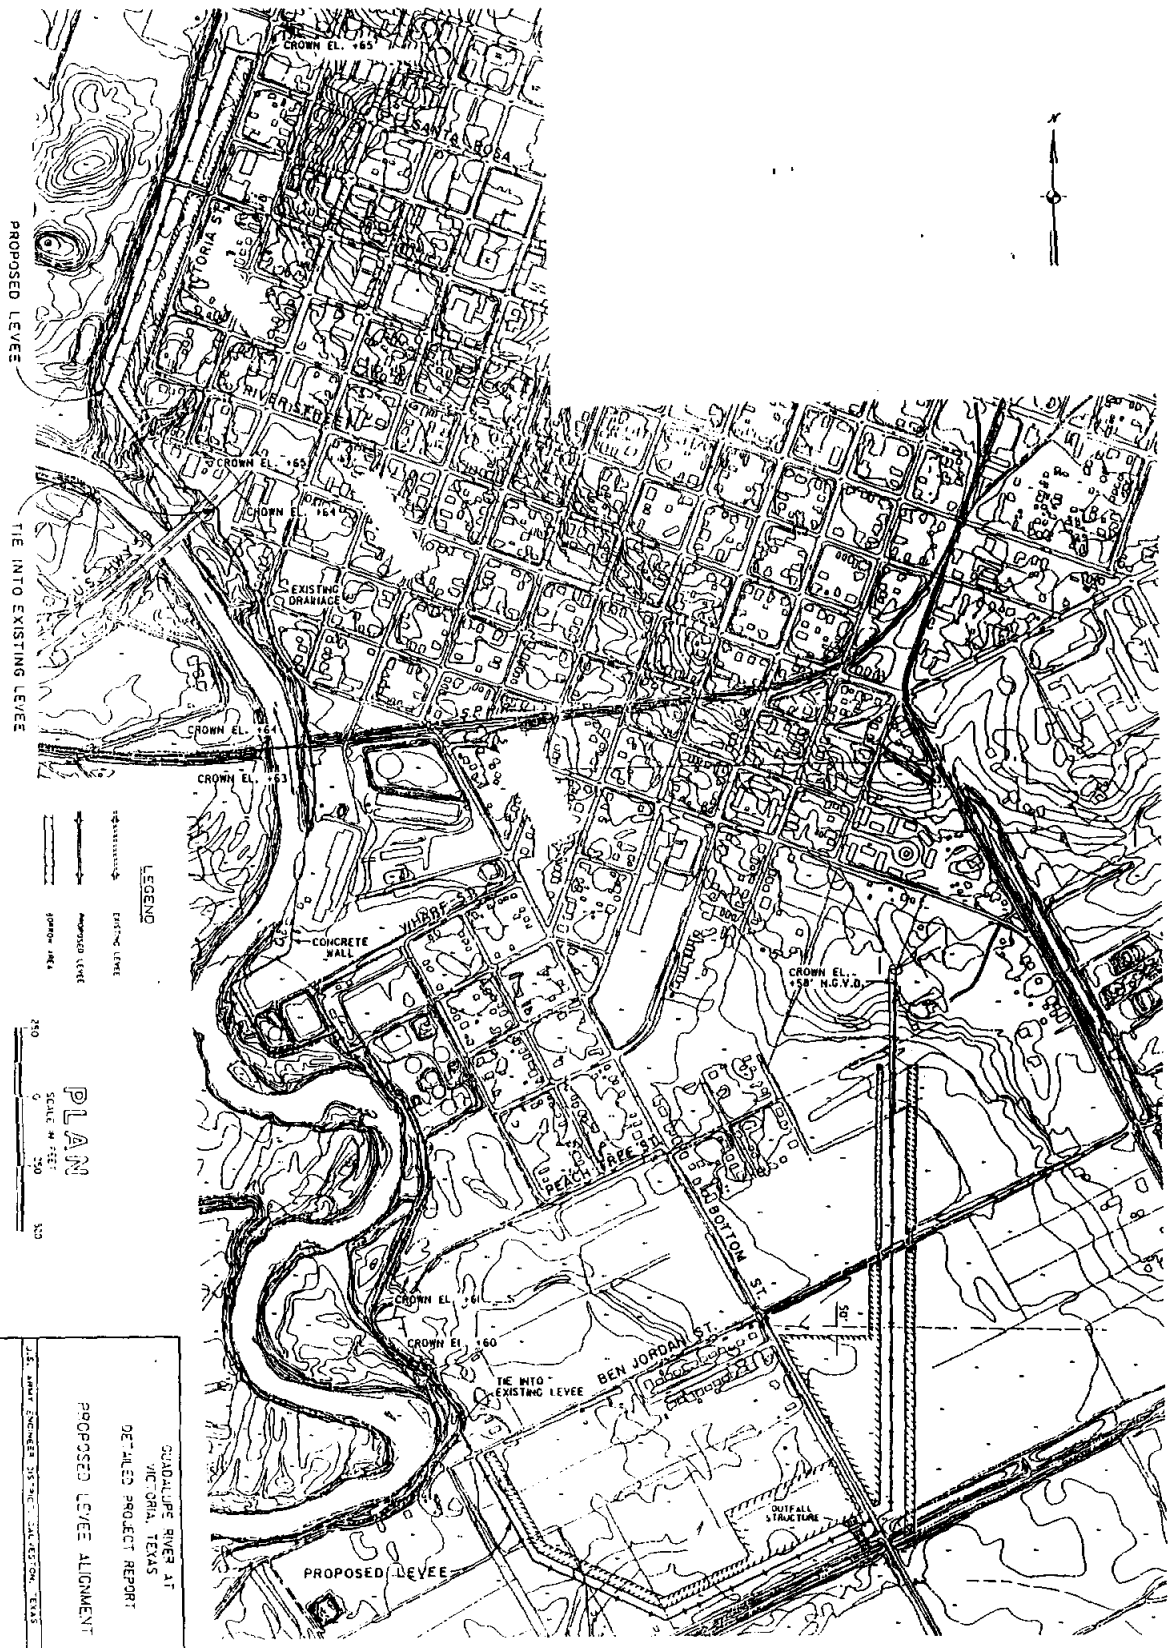 CROWN EL. +65'
SANTA ROSA
N
VICTORIA ST.
PROPOSED LEVEE
RIVER STREET
CROWN EL. +65
CROWN EL. +64
TIE INTO EXISTING LEVEE
EXISTING
DRAINAGE
CROWN EL. +64
CROWN EL. +63
CONCRETE
WALL
CROWN EL.
+58' N.G.V.D.
PEACH TREE ST.
BOTTOM ST.
CROWN EL. +61
CROWN EL. +60
BEN JORDAN ST.
50'
TIE INTO
EXISTING LEVEE
OUTFALL
STRUCTURE
PROPOSED LEVEE
LEGEND
EXISTING LEVEE
PROPOSED LEVEE
BORROW AREA
PLAN
SCALE IN FEET
250 0 250 500
GUADALUPE RIVER AT
VICTORIA, TEXAS
DETAILED PROJECT REPORT
PROPOSED LEVEE ALIGNMENT
U.S. ARMY ENGINEER DISTRICT, GALVESTON, TEXAS